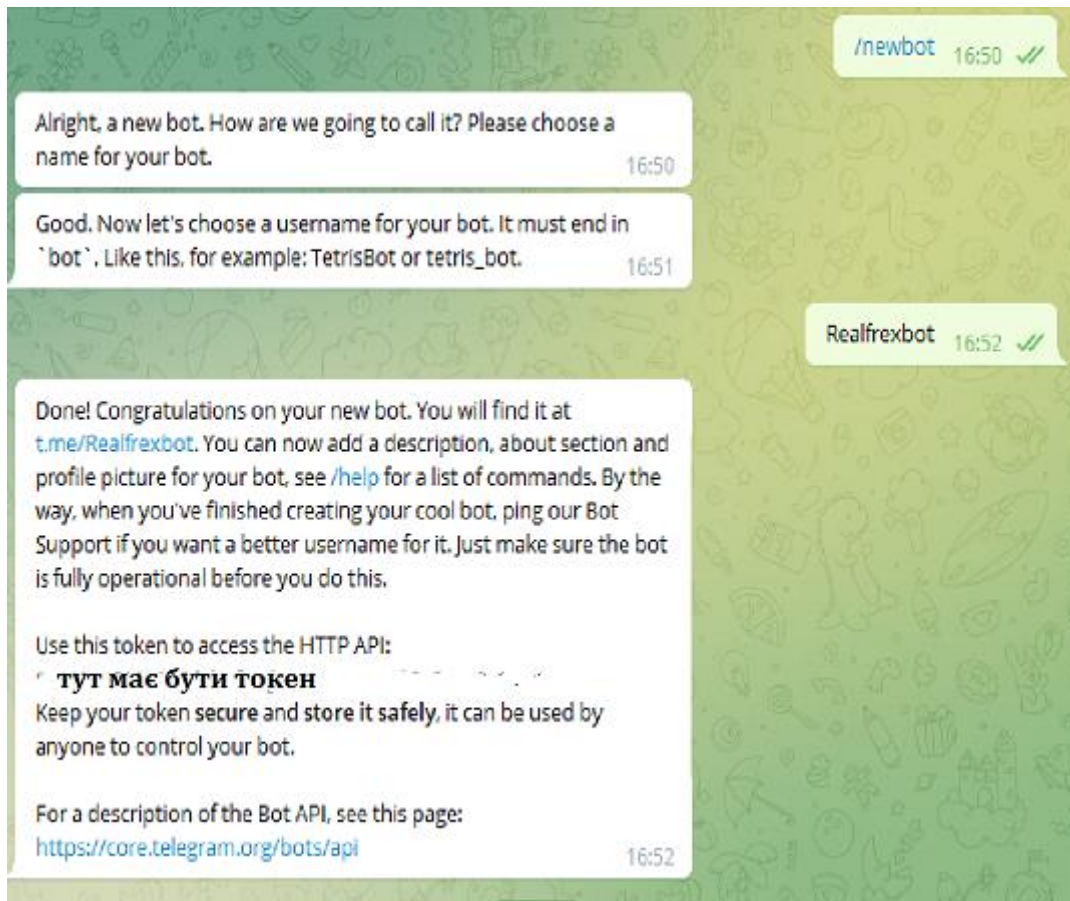 /newbot 16:50
Alright, a new bot. How are we going to call it? Please choose a
name for your bot.
16:50
Good. Now let's choose a username for your bot. It must end in
`bot`. Like this, for example: TetrisBot or tetris_bot.
16:51
Realfrexbot 16:52
Done! Congratulations on your new bot. You will find it at
t.me/Realfrexbot. You can now add a description, about section and
profile picture for your bot, see /help for a list of commands. By the
way, when you've finished creating your cool bot, ping our Bot
Support if you want a better username for it. Just make sure the bot
is fully operational before you do this.
Use this token to access the HTTP API:
тут має бути токен
Keep your token secure and store it safely, it can be used by
anyone to control your bot.
For a description of the Bot API, see this page:
https://core.telegram.org/bots/api
16:52